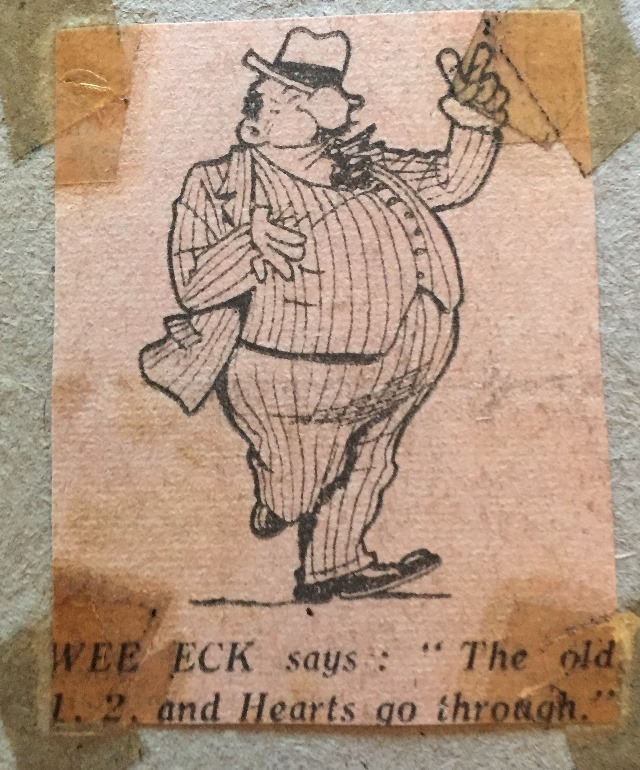 WEE ECK says: “ The old
1, 2, and Hearts go through.”